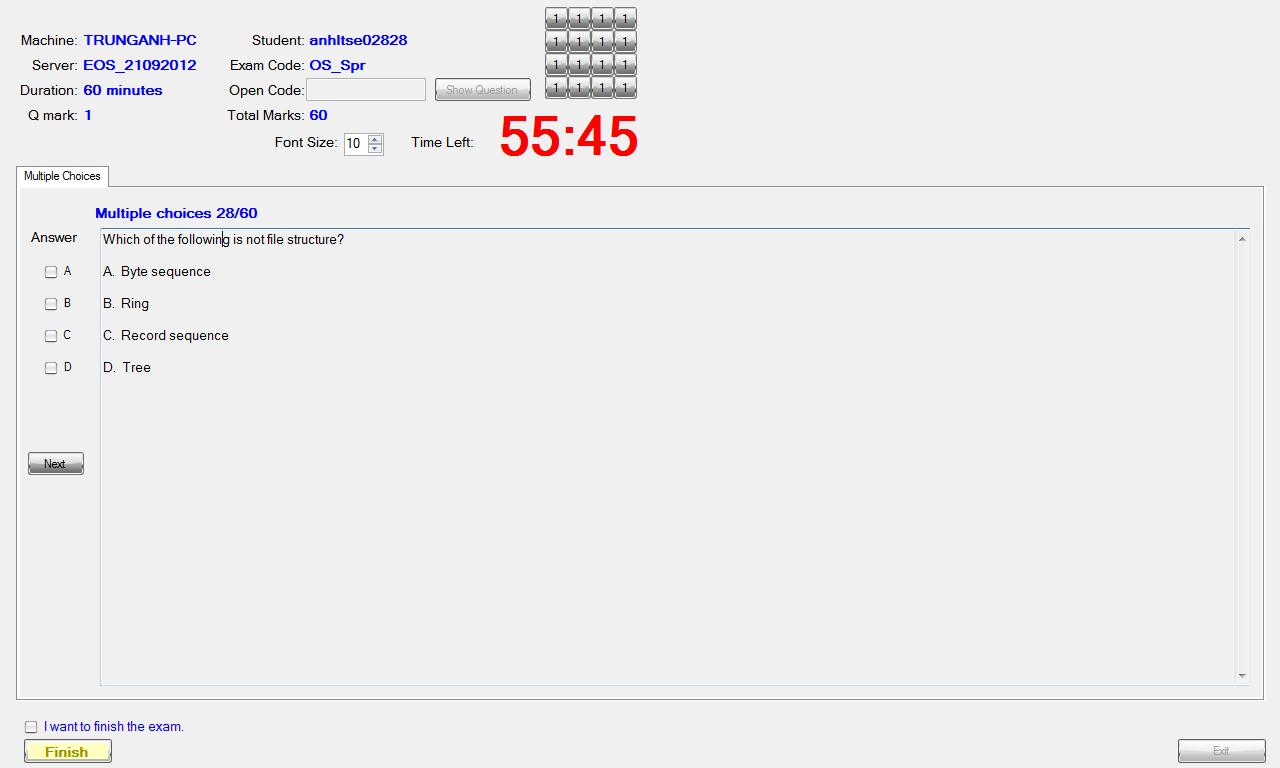 Machine: TRUNGANH-PC Student: anhltse02828
Server: EOS_21092012 Exam Code: OS_Spr
Duration: 60 minutes Open Code: Show Question
Q mark: 1 Total Marks: 60
1 1 1 1
1 1 1 1
1 1 1 1
1 1 1 1
Font Size: 10 Time Left: 55:45
Multiple Choices
Multiple choices 28/60
Answer
Which of the following is not file structure?
A A. Byte sequence
B B. Ring
C C. Record sequence
D D. Tree
Next
I want to finish the exam.
Finish Exit